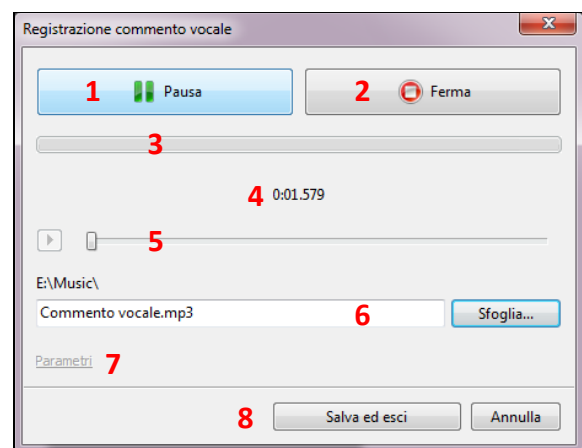 Registrazione commento vocale
1 Pausa 2 Ferma
3
4 0:01.579
5
E:\Music\
Commento vocale.mp3 6 Sfoglia...
Parametri 7
8 Salva ed esci Annulla